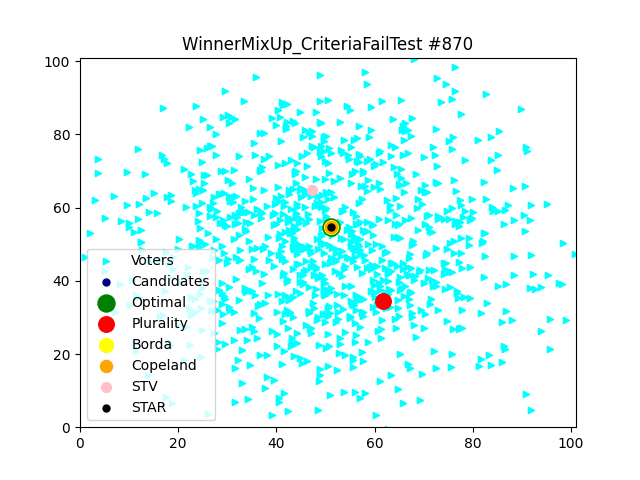 WinnerMixUp_CriteriaFailTest #870
100
80
60
40
20
0
Voters
Candidates
Optimal
Plurality
Borda
Copeland
STV
STAR
0 20 40 60 80 100